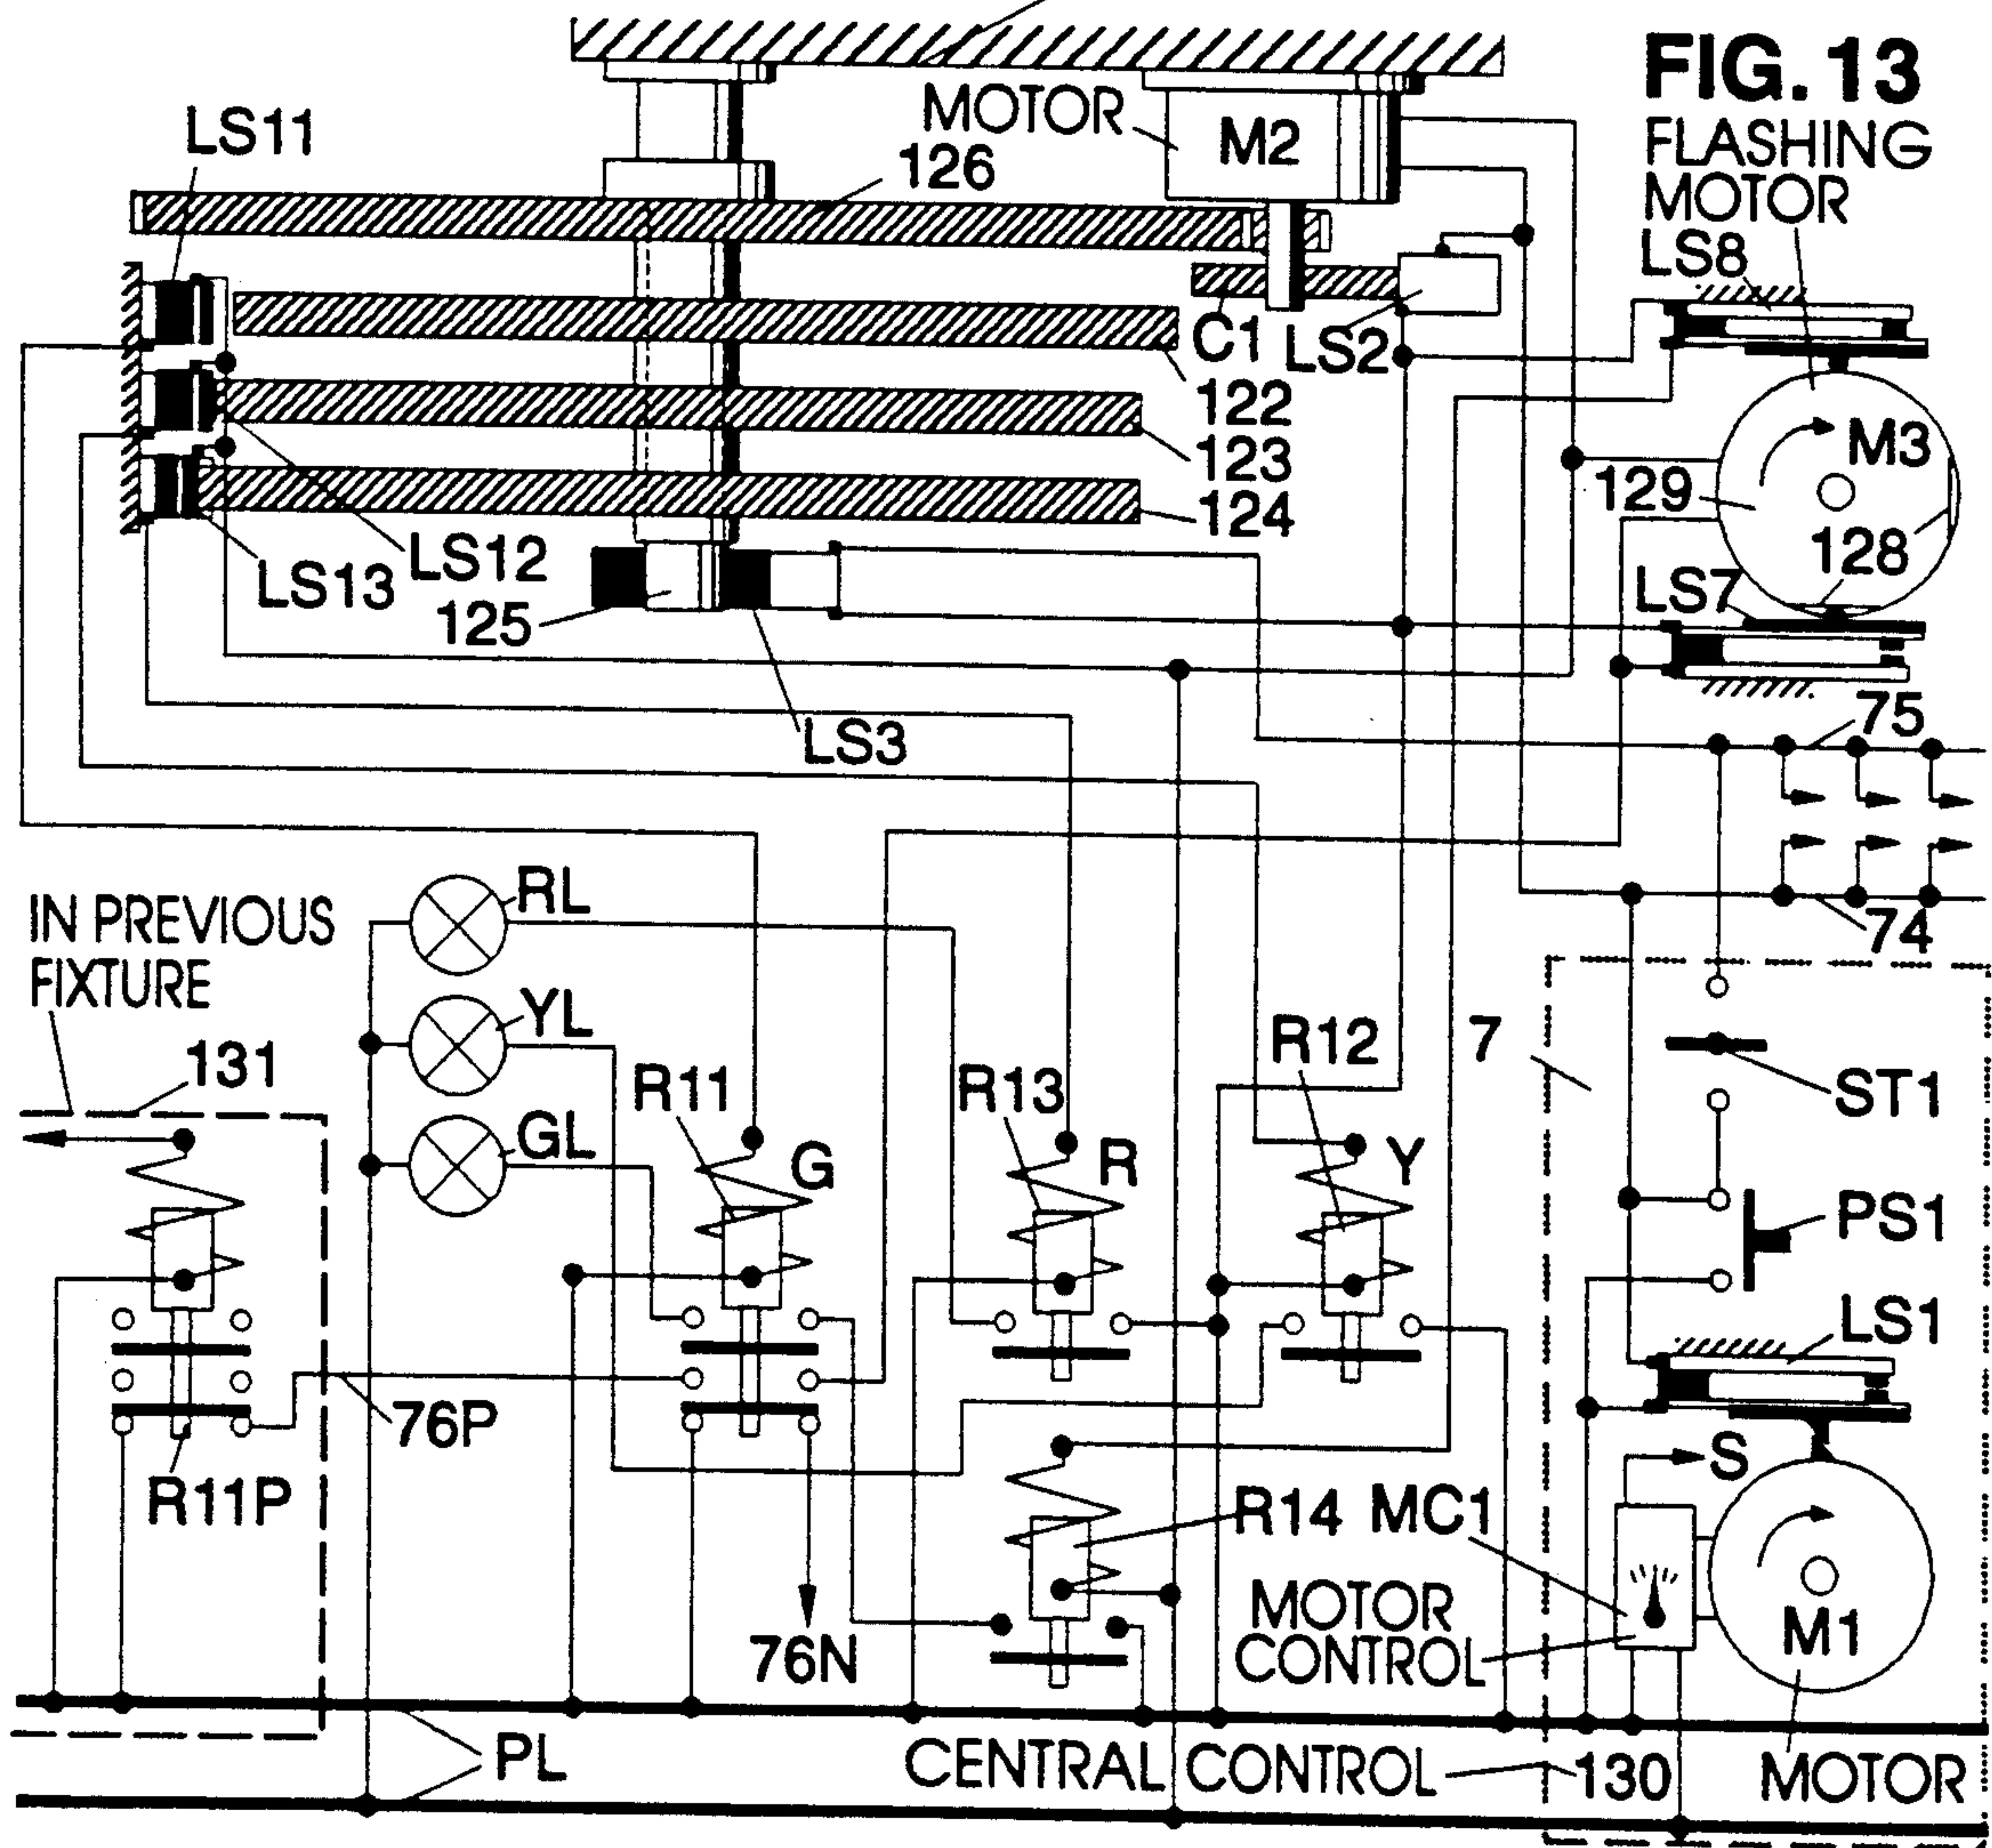 FIG. 13
LS11
MOTOR
M2
FLASHING
MOTOR
126
LS8
C1
LS2
122
M3
123
129
124
128
LS12
LS13
LS7
125
75
LS3
RL
IN PREVIOUS
FIXTURE
74
YL
7
R12
131
R11
R13
ST1
GL
G
R
Y
PS1
LS1
76P
S
R11P
R14
MC1
MOTOR
CONTROL
M1
76N
PL
CENTRAL CONTROL
130
MOTOR